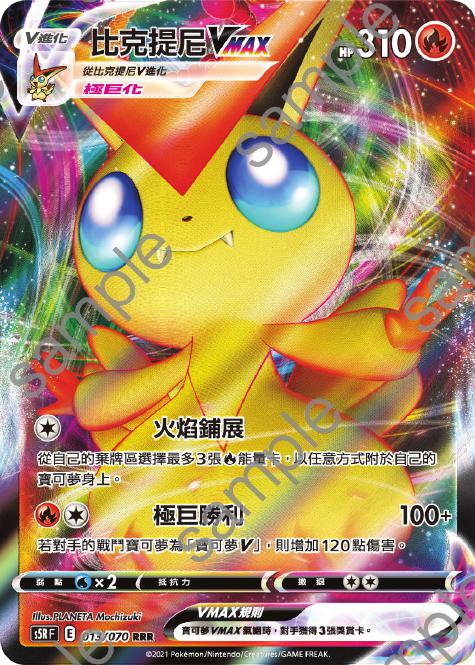 V進化
比克提尼VMAX
HP310
從比克提尼V進化
極巨化
sample
sample
sample
sample
火焰鋪展
從自己的棄牌區選擇最多3張能量卡，以任意方式附於自己的
寶可夢身上。
極巨勝利 100+
若對手的戰鬥寶可夢為「寶可夢V」，則增加120點傷害。
sample
弱點 ×2 抵抗力 撤退
Illus.PLANETA Mochizuki
VMAX規則
s5R F E 013/070 RRR
寶可夢VMAX氣絕時，對手獲得3張獎賞卡。
©2021 Pokémon/Nintendo/Creatures/GAME FREAK.